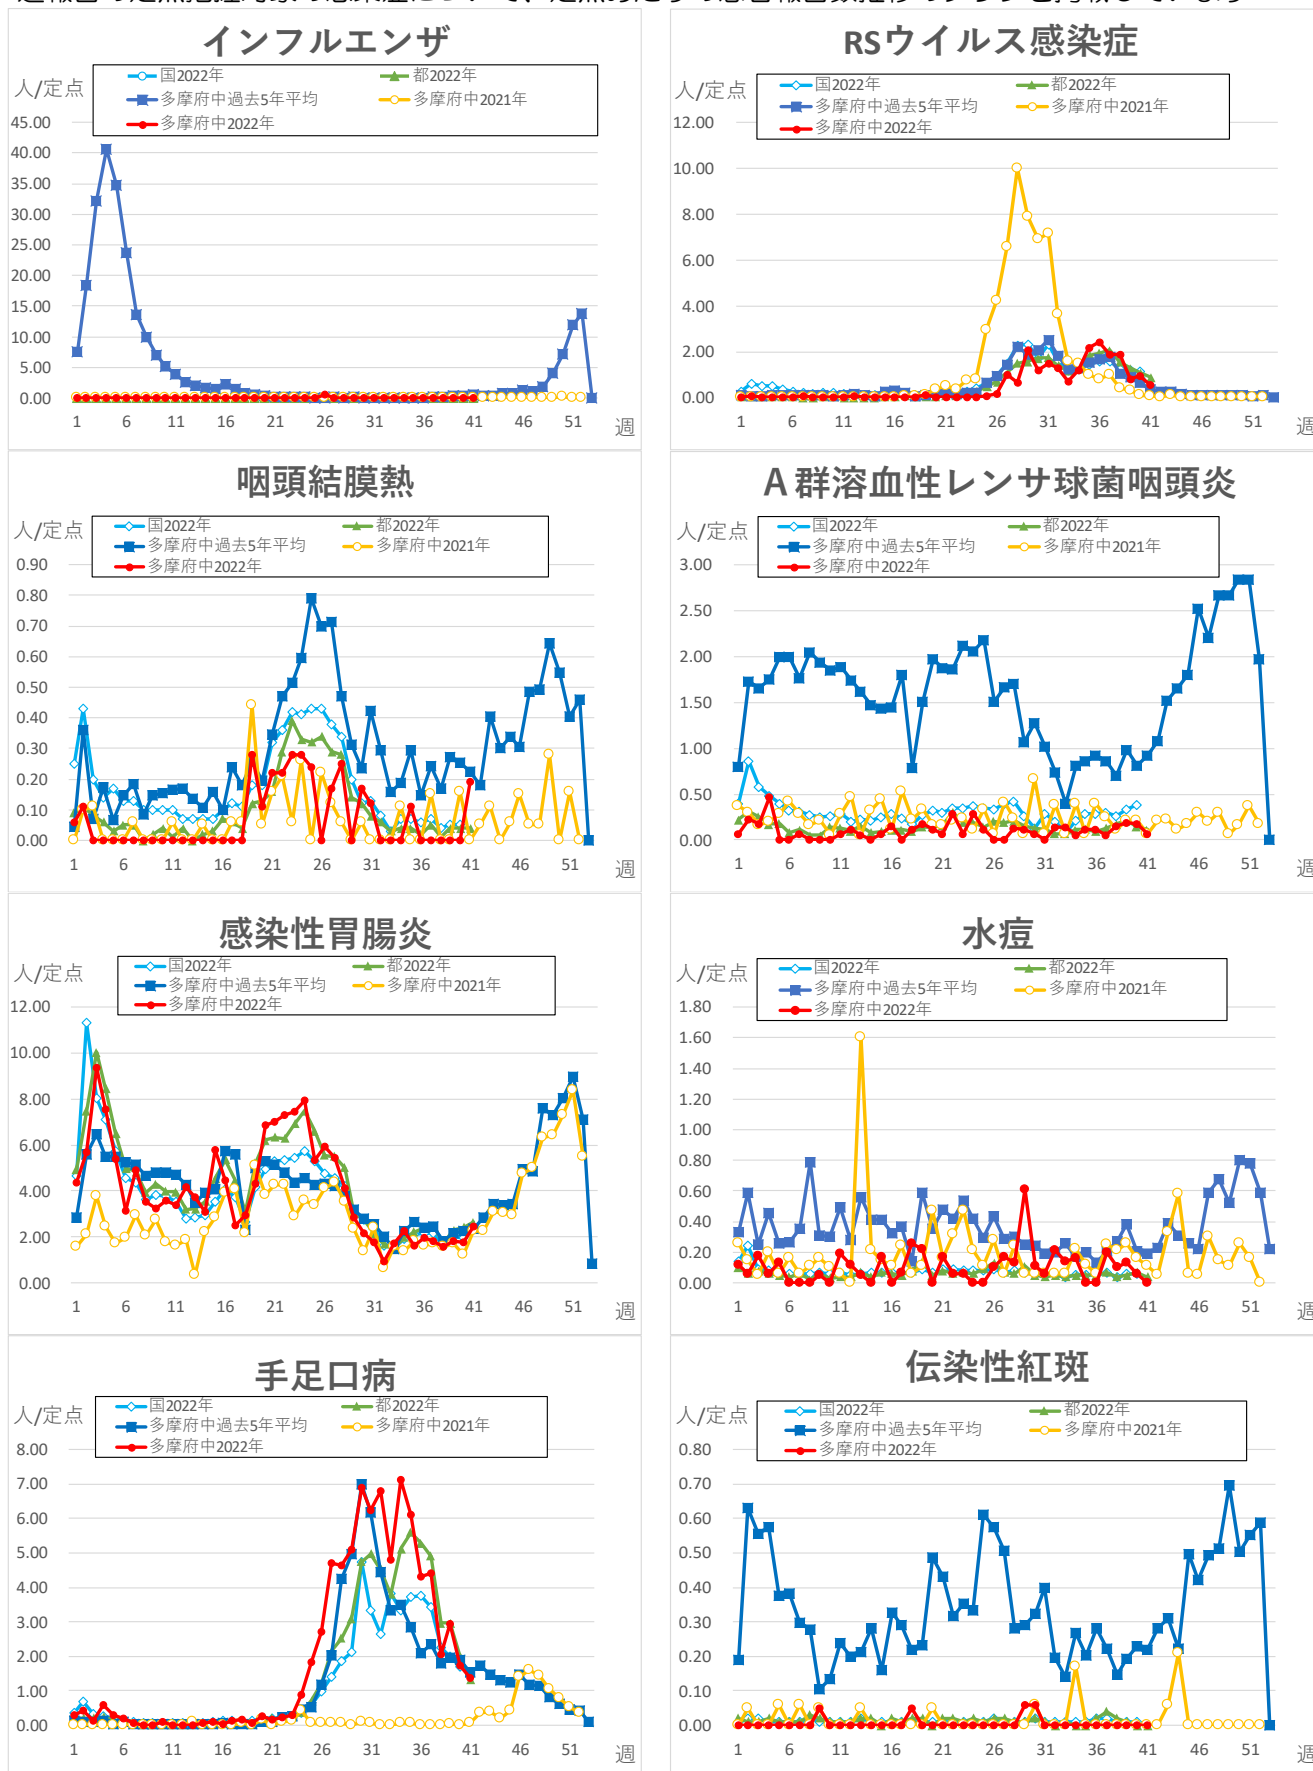 インフルエンザ
人/定点
国2022年 都2022年
多摩府中過去5年平均 多摩府中2021年
多摩府中2022年
45.00
40.00
35.00
30.00
25.00
20.00
15.00
10.00
5.00
0.00
1 6 11 16 21 26 31 36 41 46 51 週
RSウイルス感染症
人/定点
国2022年 都2022年
多摩府中過去5年平均 多摩府中2021年
多摩府中2022年
12.00
10.00
8.00
6.00
4.00
2.00
0.00
1 6 11 16 21 26 31 36 41 46 51 週
咽頭結膜熱
人/定点
国2022年 都2022年
多摩府中過去5年平均 多摩府中2021年
多摩府中2022年
0.90
0.80
0.70
0.60
0.50
0.40
0.30
0.20
0.10
0.00
1 6 11 16 21 26 31 36 41 46 51 週
A群溶血性レンサ球菌咽頭炎
人/定点
国2022年 都2022年
多摩府中過去5年平均 多摩府中2021年
多摩府中2022年
3.00
2.50
2.00
1.50
1.00
0.50
0.00
1 6 11 16 21 26 31 36 41 46 51 週
感染性胃腸炎
人/定点
国2022年 都2022年
多摩府中過去5年平均 多摩府中2021年
多摩府中2022年
12.00
10.00
8.00
6.00
4.00
2.00
0.00
1 6 11 16 21 26 31 36 41 46 51 週
水痘
人/定点
国2022年 都2022年
多摩府中過去5年平均 多摩府中2021年
多摩府中2022年
1.80
1.60
1.40
1.20
1.00
0.80
0.60
0.40
0.20
0.00
1 6 11 16 21 26 31 36 41 46 51 週
手足口病
人/定点
国2022年 都2022年
多摩府中過去5年平均 多摩府中2021年
多摩府中2022年
8.00
7.00
6.00
5.00
4.00
3.00
2.00
1.00
0.00
1 6 11 16 21 26 31 36 41 46 51 週
伝染性紅斑
人/定点
国2022年 都2022年
多摩府中過去5年平均 多摩府中2021年
多摩府中2022年
0.80
0.70
0.60
0.50
0.40
0.30
0.20
0.10
0.00
1 6 11 16 21 26 31 36 41 46 51 週